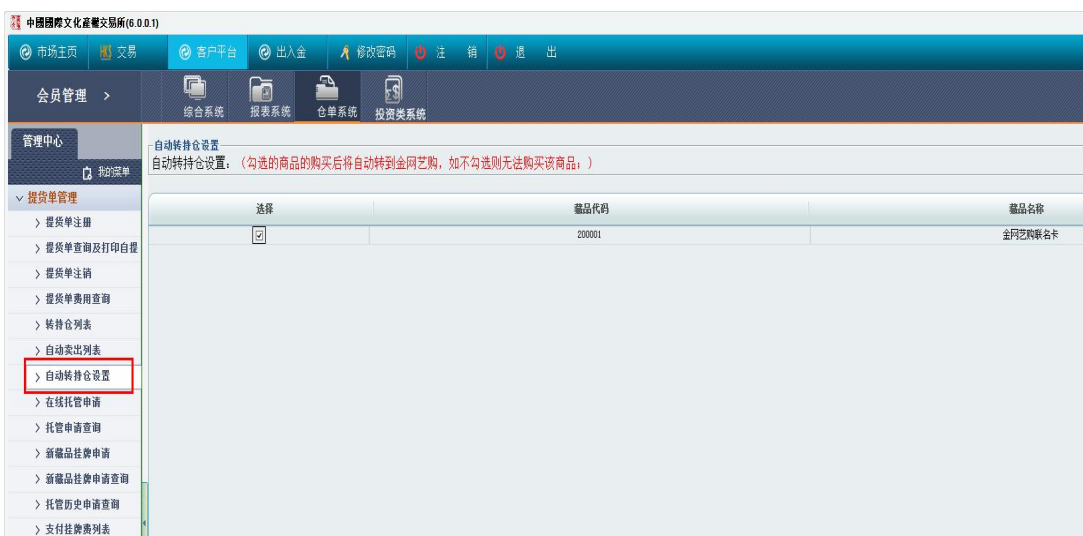 中國國際文化產權交易所(6.0.0.1)
市场主页 交易 客户平台 出入金 修改密码 注 销 退 出
会员管理 >
综合系统 报表系统 仓单系统 投资类系统
管理中心
我的菜单
提货单管理
提货单注册
提货单查询及打印自提
提货单注销
提货单费用查询
转持仓列表
自动卖出列表
自动转持仓设置
在线托管申请
托管申请查询
新藏品挂牌申请
新藏品挂牌申请查询
托管历史申请查询
支付挂牌费列表
自动转持仓设置
自动转持仓设置：（勾选的商品的购买后将自动转到金网艺购，如不勾选则无法购买该商品；）
选择 藏品代码 藏品名称
200001 金网艺购联名卡